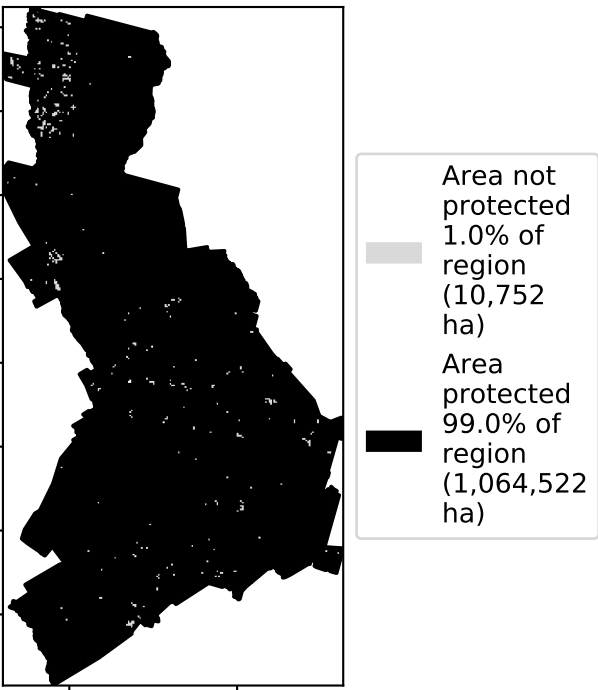 Area not
protected
1.0% of
region
(10,752
ha)
Area
protected
99.0% of
region
(1,064,522
ha)